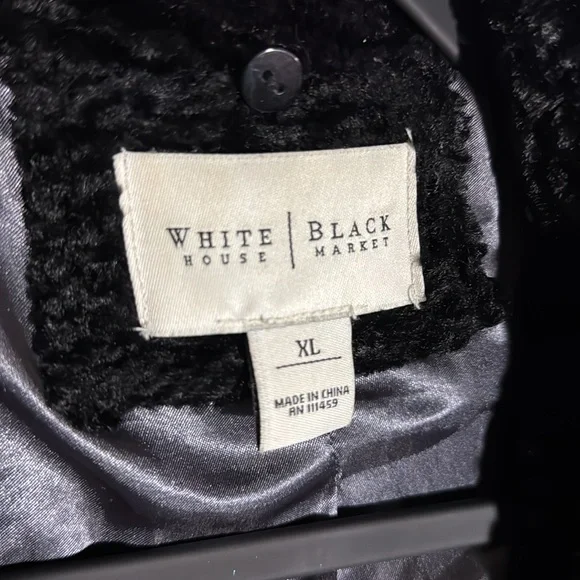 WHITE | BLACK
HOUSE | MARKET
XL
MADE IN CHINA
RN 111459